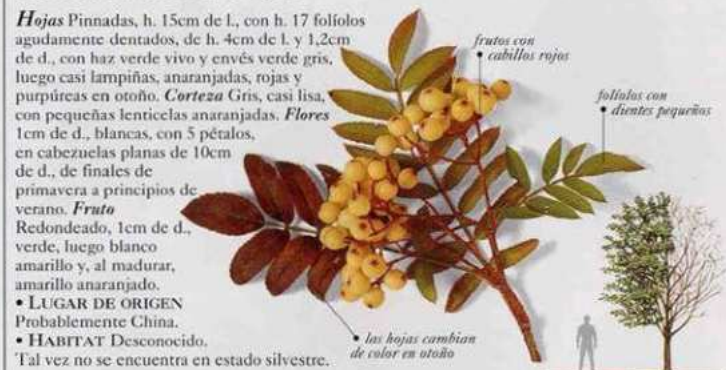 Hojas Pinnadas, h. 15cm de l., con h. 17 folíolos
agudamente dentados, de h. 4cm de l. y 1,2cm
de d., con haz verde vivo y envés verde gris,
luego casi lampiñas, anaranjadas, rojas y
purpúreas en otoño. Corteza Gris, casi lisa,
con pequeñas lenticelas anaranjadas. Flores
1cm de d., blancas, con 5 pétalos,
en cabezuelas planas de 10cm
de d., de finales de
primavera a principios de
verano. Fruto
Redondeado, 1cm de d.,
verde, luego blanco
amarillo y, al madurar,
amarillo anaranjado.
• LUGAR DE ORIGEN
Probablemente China.
• HABITAT Desconocido.
Tal vez no se encuentra en estado silvestre.
frutos con
• cabillos rojos
folíolos con
• dientes pequeños
• las hojas cambian
de color en otoño